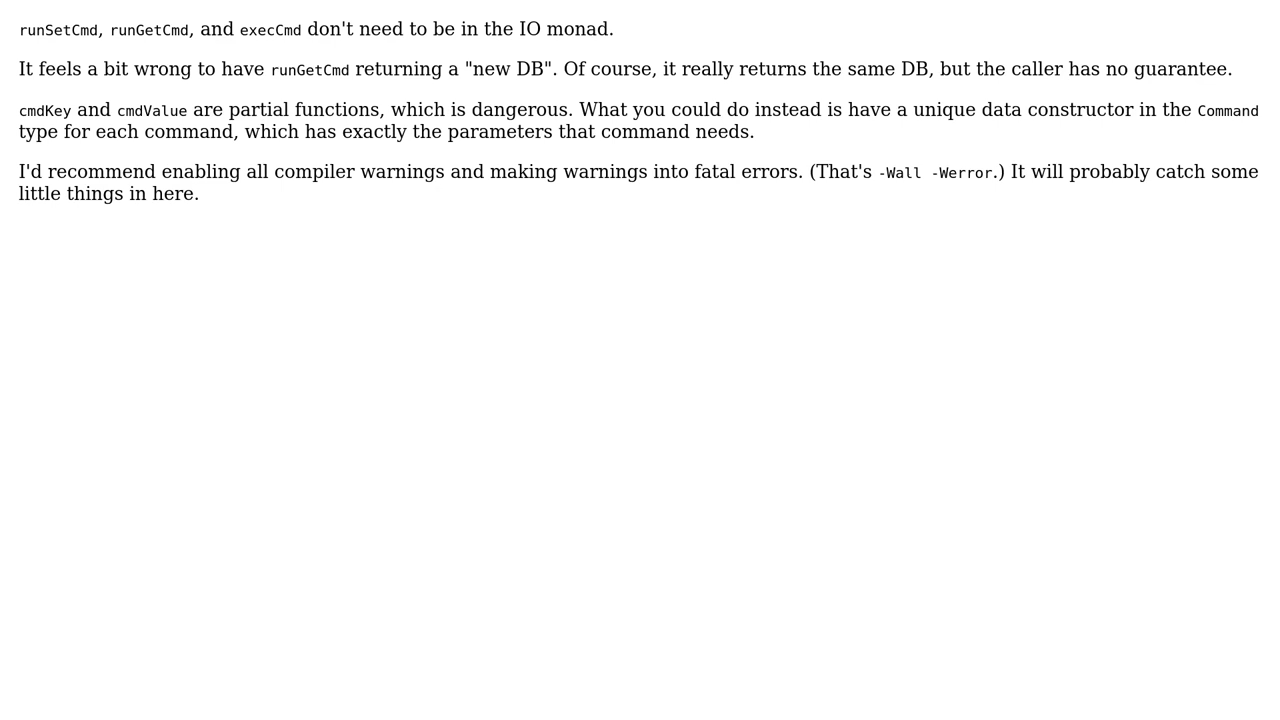 runSetCmd, runGetCmd, and execCmd don't need to be in the IO monad.
It feels a bit wrong to have runGetCmd returning a "new DB". Of course, it really returns the same DB, but the caller has no guarantee.
cmdKey and cmdValue are partial functions, which is dangerous. What you could do instead is have a unique data constructor in the Command
type for each command, which has exactly the parameters that command needs.
I'd recommend enabling all compiler warnings and making warnings into fatal errors. (That's -Wall -Werror.) It will probably catch some
little things in here.